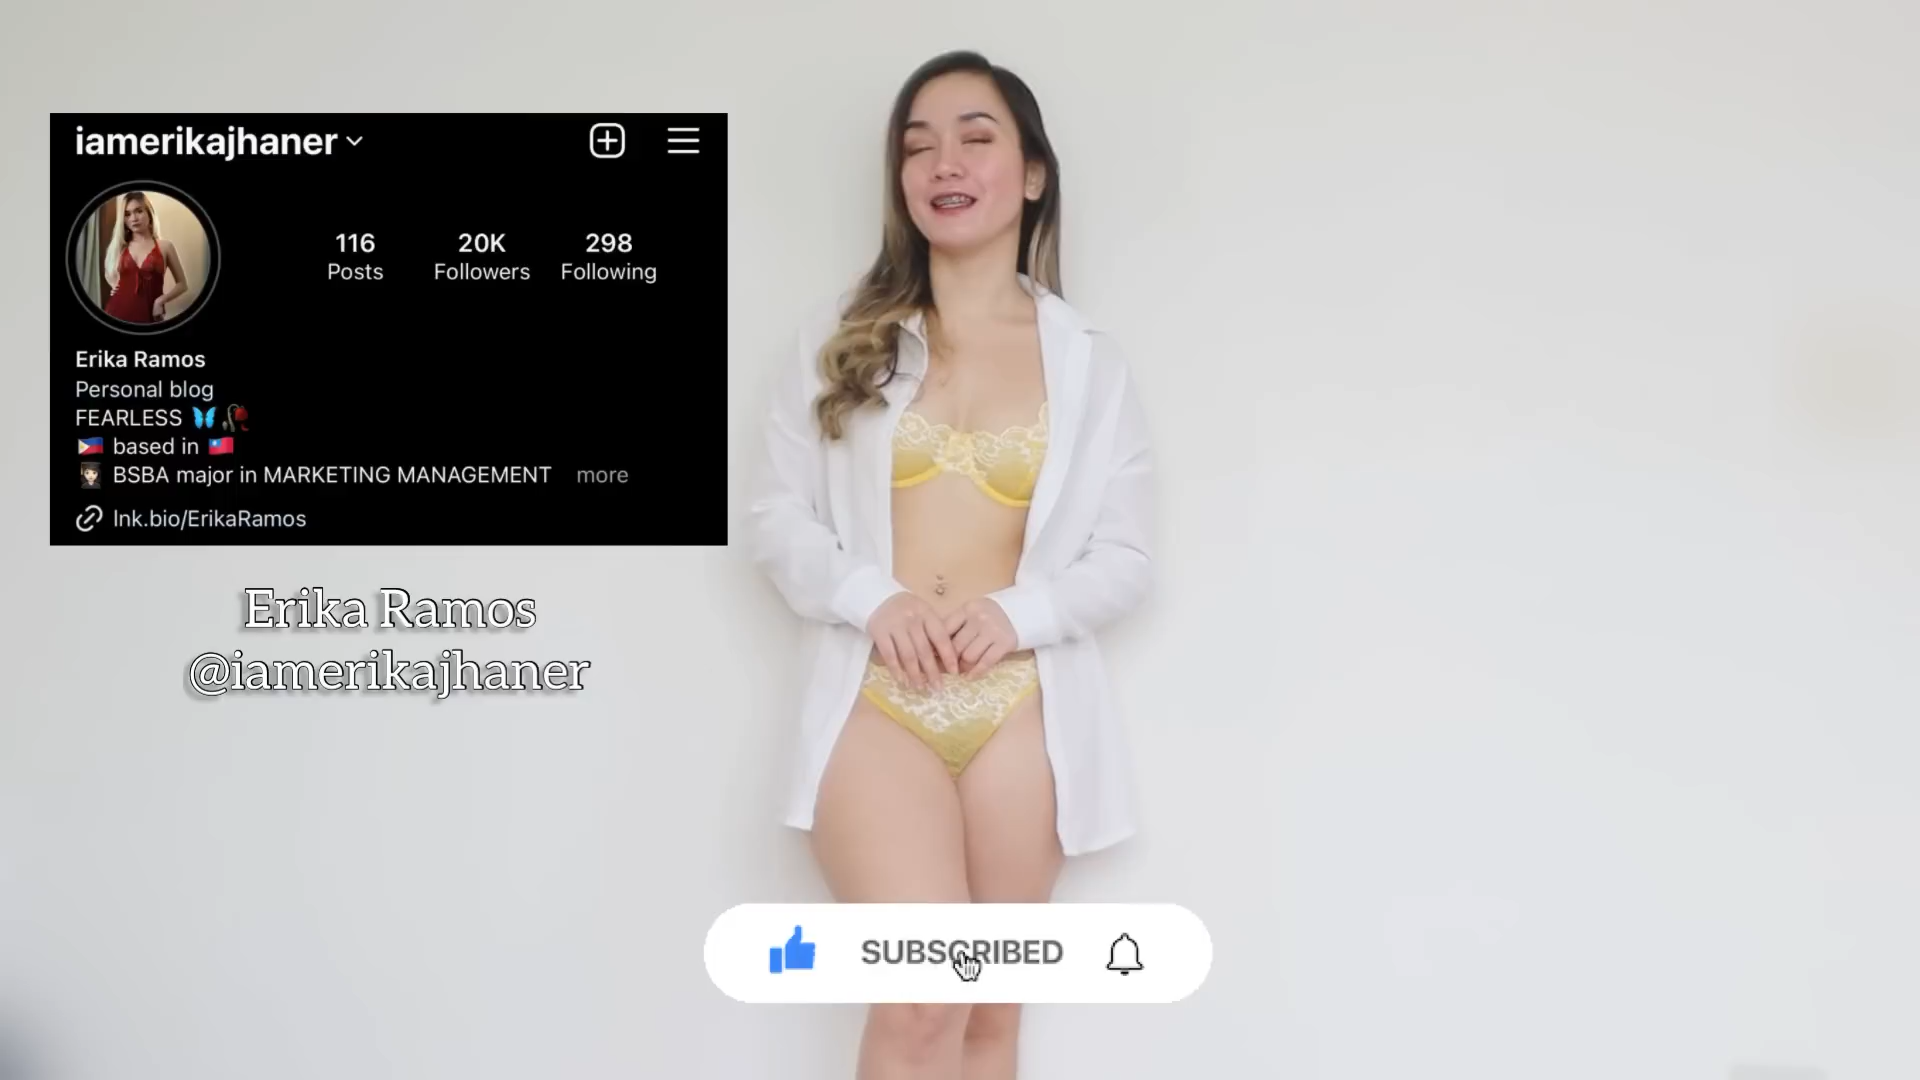 iamerikajhaner
116
20K
298
Posts
Followers
Following
Erika Ramos
Personal blog
FEARLESS 🦋🥀
🇵🇭 based in 🇹🇼
👩🏻‍🎓 BSBA major in MARKETING MANAGEMENT more
lnk.bio/ErikaRamos
Erika Ramos
@iamerikajhaner
SUBSCRIBED